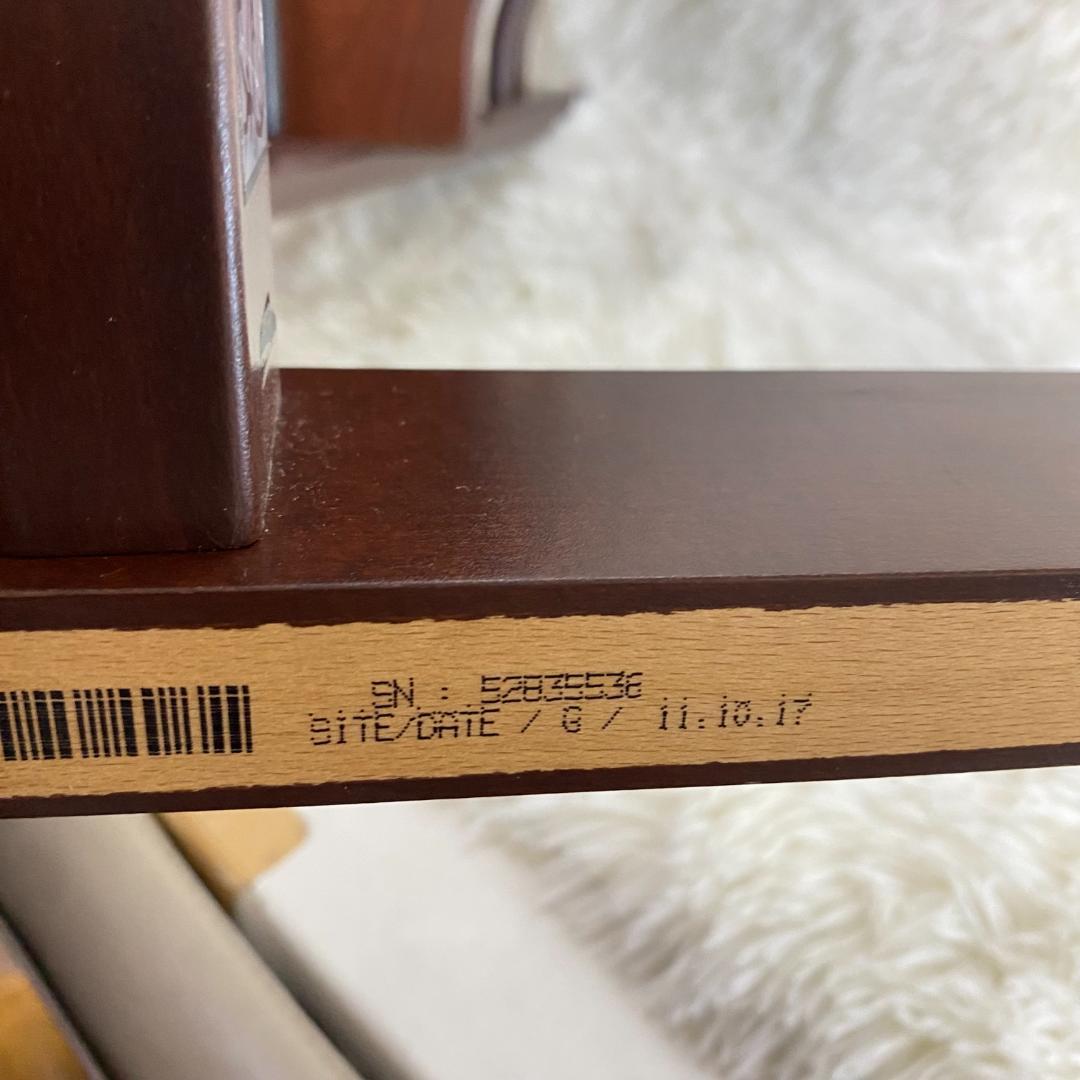 SN : 52835536
SITE/DATE / G / 11.10.17